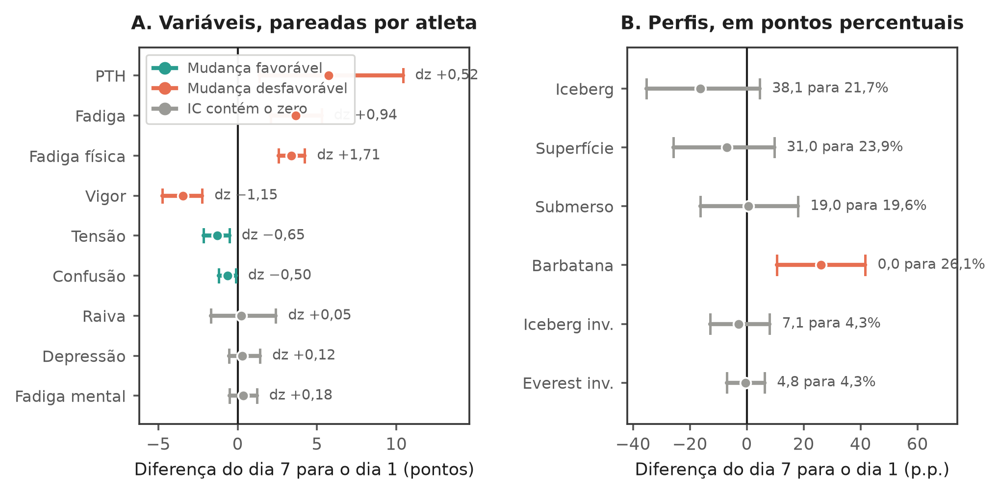 A. Variáveis, pareadas por atleta
Mudança favorável
Mudança desfavorável
IC contém o zero
PTH
dz +0,52
Fadiga
dz +0,94
Fadiga física
dz +1,71
Vigor
dz −1,15
Tensão
dz −0,65
Confusão
dz −0,50
Raiva
dz +0,05
Depressão
dz +0,12
Fadiga mental
dz +0,18
−5 0 5 10
Diferença do dia 7 para o dia 1 (pontos)
B. Perfis, em pontos percentuais
Iceberg
38,1 para 21,7%
Superfície
31,0 para 23,9%
Submerso
19,0 para 19,6%
Barbatana
0,0 para 26,1%
Iceberg inv.
7,1 para 4,3%
Everest inv.
4,8 para 4,3%
−40 −20 0 20 40 60
Diferença do dia 7 para o dia 1 (p.p.)